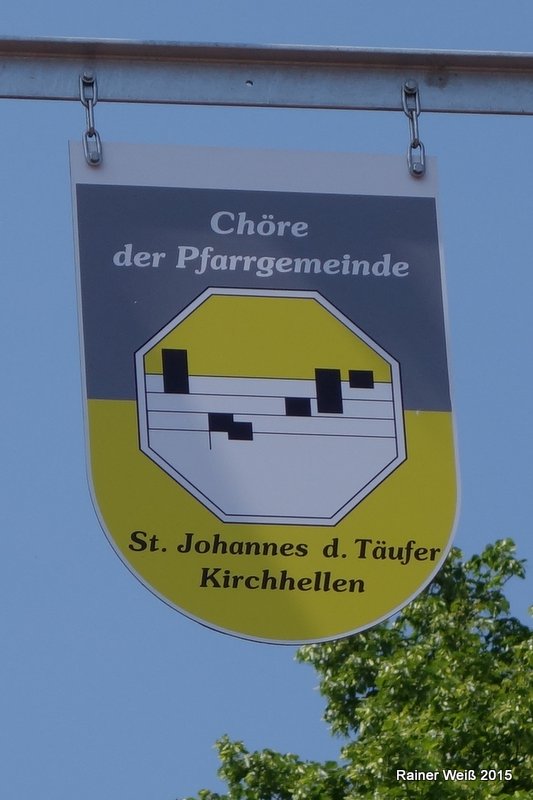 Chöre
der Pfarrgemeinde
St. Johannes d. Täufer
Kirchhellen
Rainer Weiß 2015